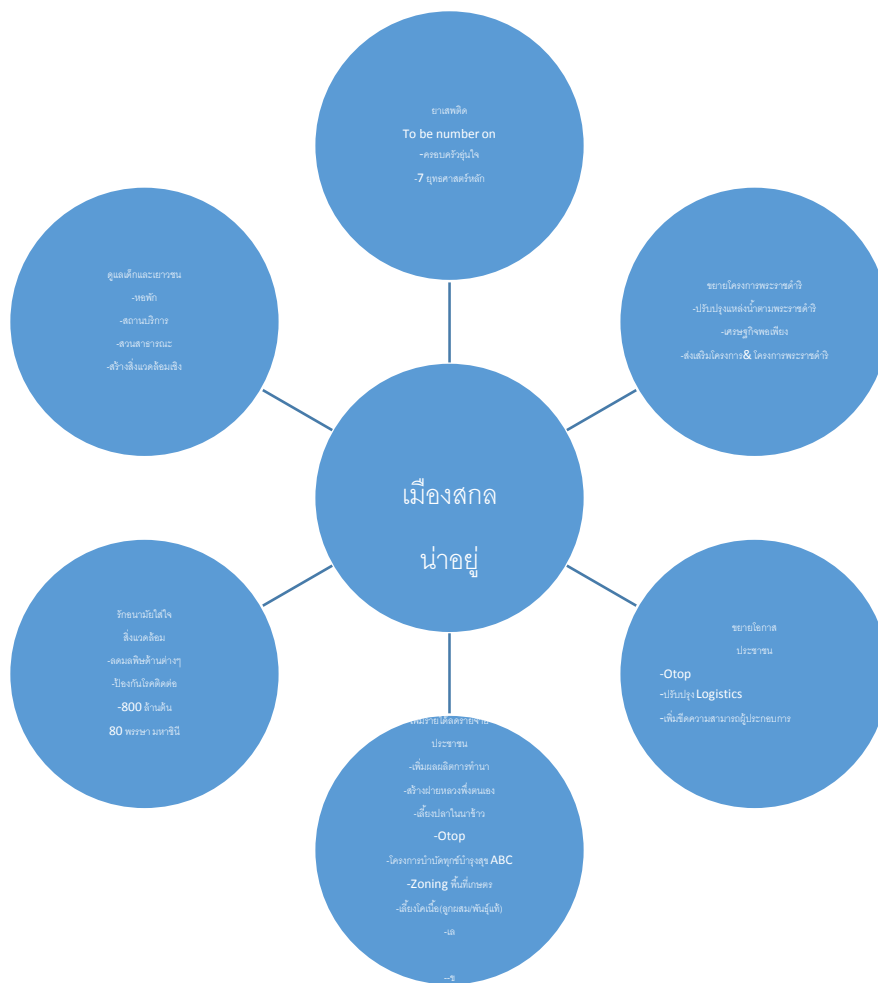 ยาเสพติด
To be number on
-ครอบครัวอุ่นใจ
-7 ยุทธศาสตร์หลัก
ดูแลเด็กและเยาวชน
-หอพัก
-สถานบริการ
-สวนสาธารณะ
-สร้างสิ่งแวดล้อมเชิง
ขยายโครงการพระราชดำริ
-ปรับปรุงแหล่งน้ำตามพระราชดำริ
-เศรษฐกิจพอเพียง
-ส่งเสริมโครงการ& โครงการพระราชดำริ
เมืองสกล
น่าอยู่
รักอนามัยใส่ใจ
สิ่งแวดล้อม
-ลดมลพิษด้านต่างๆ
-ป้องกันโรคติดต่อ
-800 ล้านต้น
80 พรรษา มหาชินี
ขยายโอกาส
ประชาชน
-Otop
-ปรับปรุง Logistics
-เพิ่มขีดความสามารถผู้ประกอบการ
เพิ่มรายได้ลดรายจ่าย
ประชาชน
-เพิ่มผลผลิตการทำนา
-สร้างฝายหลวงพึ่งตนเอง
-เลี้ยงปลาในนาข้าว
-Otop
-โครงการบำบัดทุกข์บำรุงสุข ABC
-Zoning พื้นที่เกษตร
-เลี้ยงโคเนื้อ(ลูกผสม/พันธุ์แท้)
-เล
--ข